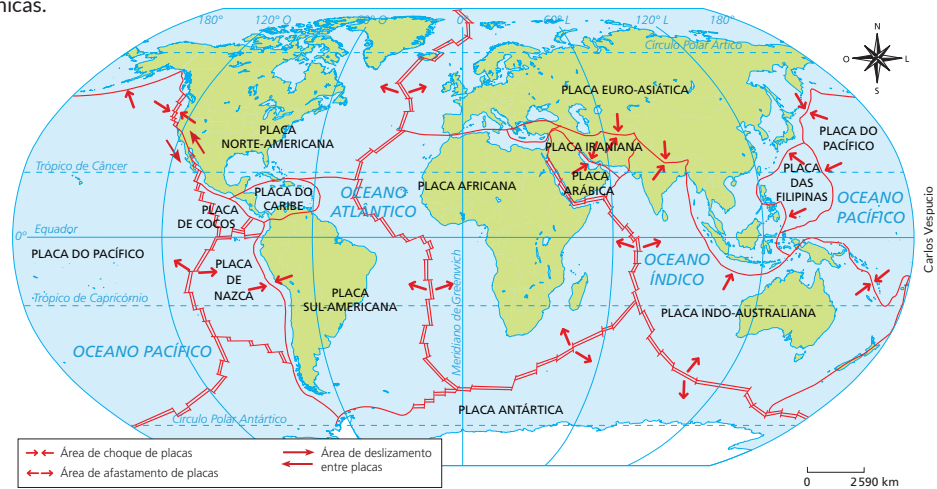 nicas.
180°
120° O
60° O
0°
60° L
120° L
180°
Círculo Polar Ártico
N
O
L
S
PLACA EURO-ASIÁTICA
PLACA
NORTE-AMERICANA
PLACA IRANIANA
PLACA DO
PACÍFICO
Trópico de Câncer
PLACA
ARÁBICA
PLACA
DAS
FILIPINAS
PLACA AFRICANA
PLACA DO
CARIBE
OCEANO
ATLÂNTICO
OCEANO
PACÍFICO
PLACA
DE COCOS
Equador
0°
PLACA DO PACÍFICO
PLACA
DE
NAZCA
OCEANO
ÍNDICO
Meridiano de Greenwich
Trópico de Capricórnio
PLACA
SUL-AMERICANA
PLACA INDO-AUSTRALIANA
OCEANO PACÍFICO
PLACA ANTÁRTICA
Círculo Polar Antártico
Área de choque de placas
Área de afastamento de placas
Área de deslizamento
entre placas
0 2590 km
Carlos Vespucio